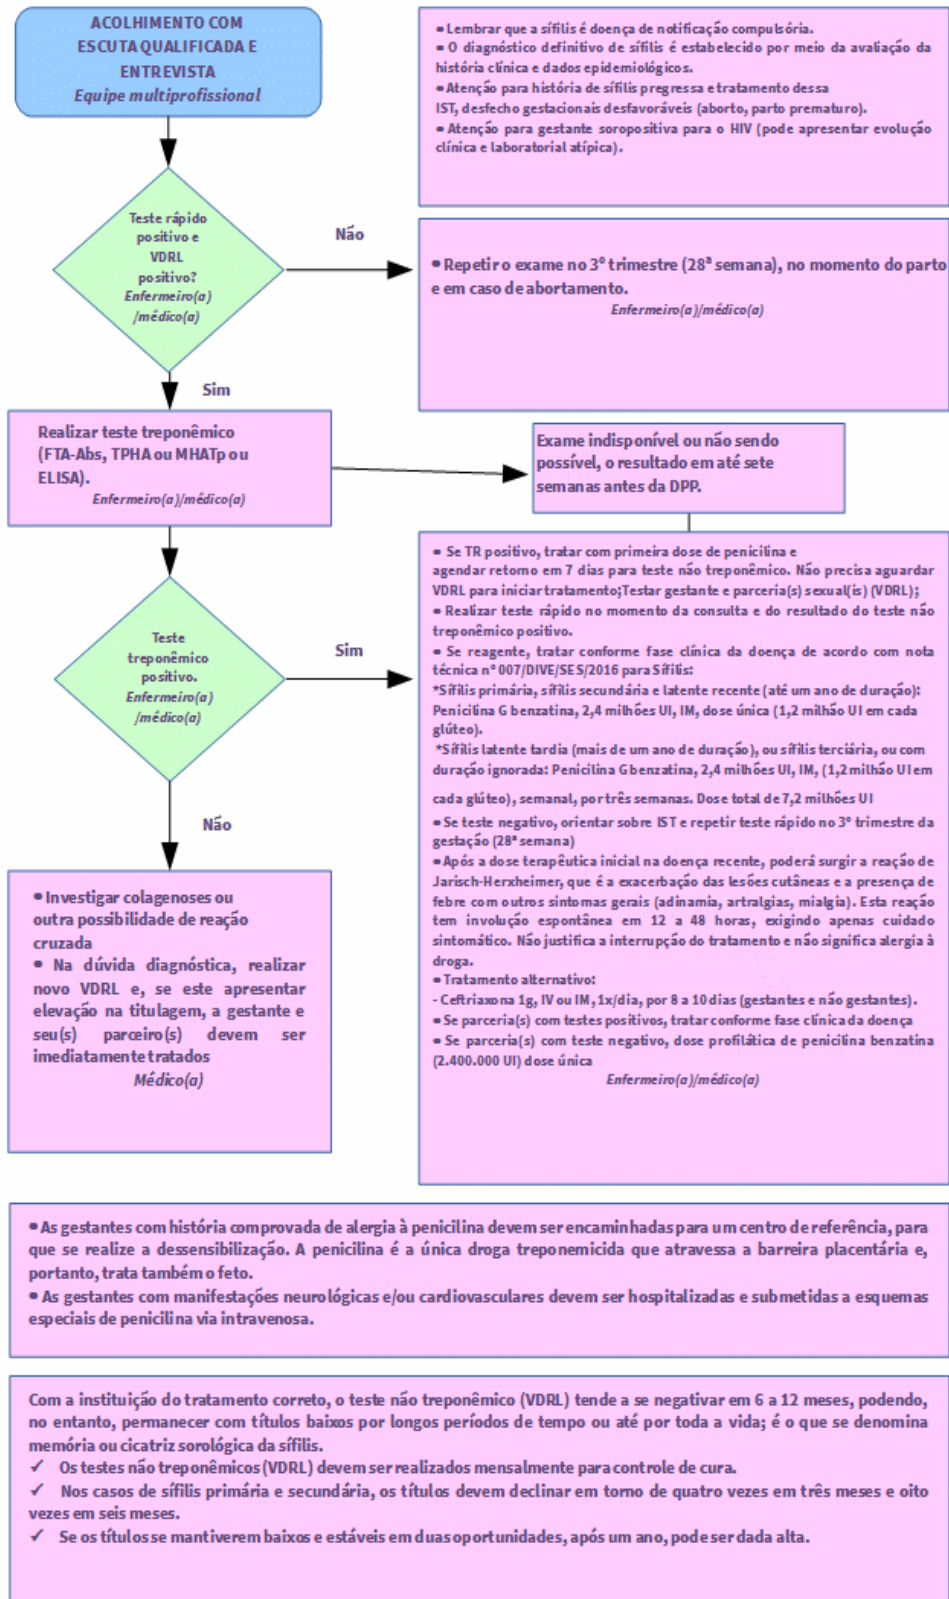 ACOLHIMENTO COM
ESCUTA QUALIFICADA E
ENTREVISTA
Equipe multiprofissional
• Lembrar que a sífilis é doença de notificação compulsória.
• O diagnóstico definitivo de sífilis é estabelecido por meio da avaliação da
história clínica e dados epidemiológicos.
• Atenção para história de sífilis pregressa e tratamento dessa
IST, desfecho gestacionais desfavoráveis (aborto, parto prematuro).
• Atenção para gestante soropositiva para o HIV (pode apresentar evolução
clínica e laboratorial atípica).
Teste rápido
positivo e
VDRL
positivo?
Enfermeiro(a)
/médico(a)
Não
• Repetir o exame no 3º trimestre (28ª semana), no momento do parto
e em caso de abortamento.
Enfermeiro(a)/médico(a)
Sim
Realizar teste treponêmico
(FTA-Abs, TPHA ou MHATp ou
ELISA).
Enfermeiro(a)/médico(a)
Exame indisponível ou não sendo
possível, o resultado em até sete
semanas antes da DPP.
Teste
treponêmico
positivo.
Enfermeiro(a)
/médico(a)
Sim
• Se TR positivo, tratar com primeira dose de penicilina e
agendar retorno em 7 dias para teste não treponêmico. Não precisa aguardar
VDRL para iniciar tratamento;Testar gestante e parceria(s) sexual(is) (VDRL);
• Realizar teste rápido no momento da consulta e do resultado do teste não
treponêmico positivo.
• Se reagente, tratar conforme fase clínica da doença de acordo com nota
técnica nº 007/DIVE/SES/2016 para Sífilis:
*Sífilis primária, sífilis secundária e latente recente (até um ano de duração):
Penicilina G benzatina, 2,4 milhões UI, IM, dose única (1,2 milhão UI em cada
glúteo).
*Sífilis latente tardia (mais de um ano de duração), ou sífilis terciária, ou com
duração ignorada: Penicilina G benzatina, 2,4 milhões UI, IM, (1,2 milhão UI em
cada glúteo), semanal, por três semanas. Dose total de 7,2 milhões UI
• Se teste negativo, orientar sobre IST e repetir teste rápido no 3º trimestre da
gestação (28ª semana)
• Após a dose terapêutica inicial na doença recente, poderá surgir a reação de
Jarisch-Herxheimer, que é a exacerbação das lesões cutâneas e a presença de
febre com outros sintomas gerais (adinamia, artralgias, mialgia). Esta reação
tem involução espontânea em 12 a 48 horas, exigindo apenas cuidado
sintomático. Não justifica a interrupção do tratamento e não significa alergia à
droga.
• Tratamento alternativo:
- Ceftriaxona 1g, IV ou IM, 1x/dia, por 8 a 10 dias (gestantes e não gestantes).
• Se parceria(s) com testes positivos, tratar conforme fase clínica da doença
• Se parceria(s) com teste negativo, dose profilática de penicilina benzatina
(2.400.000 UI) dose única
Enfermeiro(a)/médico(a)
Não
• Investigar colagenoses ou
outra possibilidade de reação
cruzada
• Na dúvida diagnóstica, realizar
novo VDRL e, se este apresentar
elevação na titulagem, a gestante e
seu(s) parceiro(s) devem ser
imediatamente tratados
Médico(a)
• As gestantes com história comprovada de alergia à penicilina devem ser encaminhadas para um centro de referência, para
que se realize a dessensibilização. A penicilina é a única droga treponemicida que atravessa a barreira placentária e,
portanto, trata também o feto.
• As gestantes com manifestações neurológicas e/ou cardiovasculares devem ser hospitalizadas e submetidas a esquemas
especiais de penicilina via intravenosa.
Com a instituição do tratamento correto, o teste não treponêmico (VDRL) tende a se negativar em 6 a 12 meses, podendo,
no entanto, permanecer com títulos baixos por longos períodos de tempo ou até por toda a vida; é o que se denomina
memória ou cicatriz sorológica da sífilis.
✓ Os testes não treponêmicos (VDRL) devem ser realizados mensalmente para controle de cura.
✓ Nos casos de sífilis primária e secundária, os títulos devem declinar em torno de quatro vezes em três meses e oito
vezes em seis meses.
✓ Se os títulos se mantiverem baixos e estáveis em duas oportunidades, após um ano, pode ser dada alta.